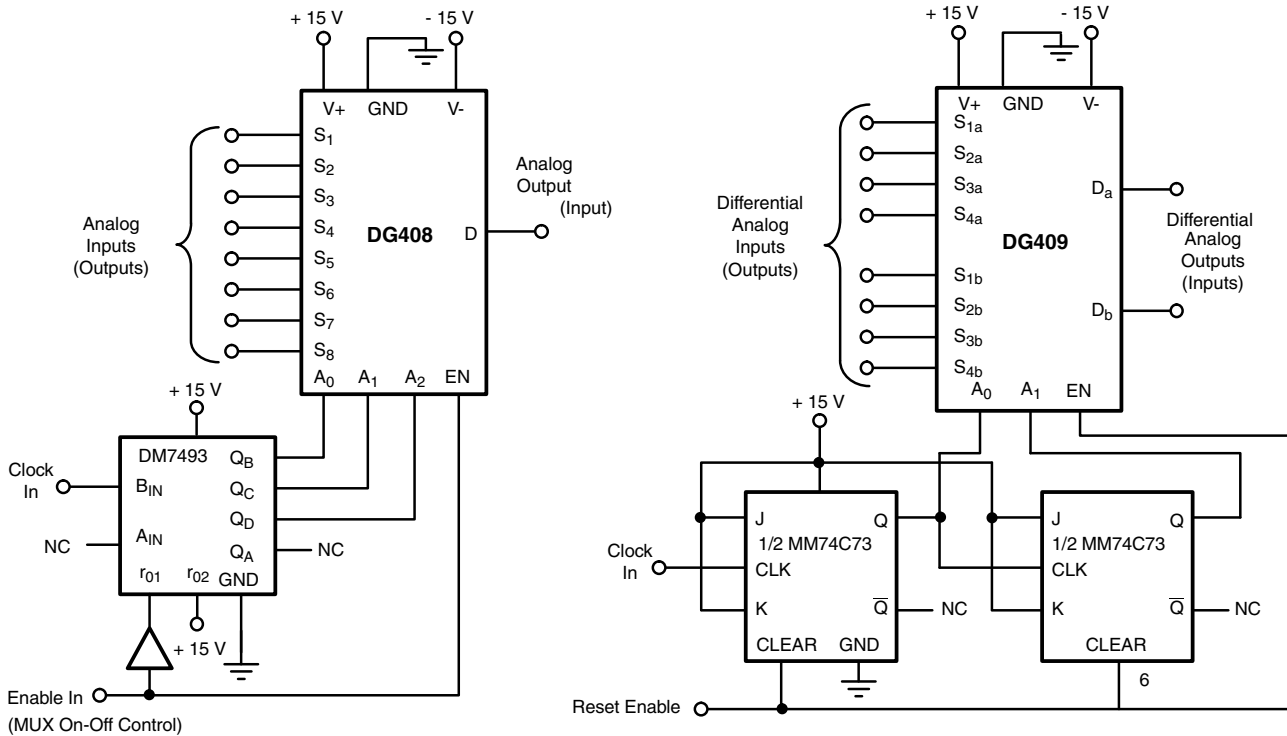 + 15 V
- 15 V
V+
GND
V-
S1
S2
S3
S4
S5
S6
S7
S8
DG408
D
Analog
Output
(Input)
Analog
Inputs
(Outputs)
A0
A1
A2
EN
+ 15 V
DM7493
Clock
In
BIN
NC
AIN
QB
QC
QD
QA
NC
r01
r02
GND
+ 15 V
Enable In
(MUX On-Off Control)
+ 15 V
- 15 V
V+
GND
V-
S1a
S2a
S3a
S4a
S1b
S2b
S3b
S4b
DG409
Da
Db
Differential
Analog
Inputs
(Outputs)
Differential
Analog
Outputs
(Inputs)
A0
A1
EN
+ 15 V
Clock
In
J
Q
1/2 MM74C73
CLK
K
Q̅
NC
CLEAR
GND
J
Q
1/2 MM74C73
CLK
K
Q̅
NC
CLEAR
6
Reset Enable